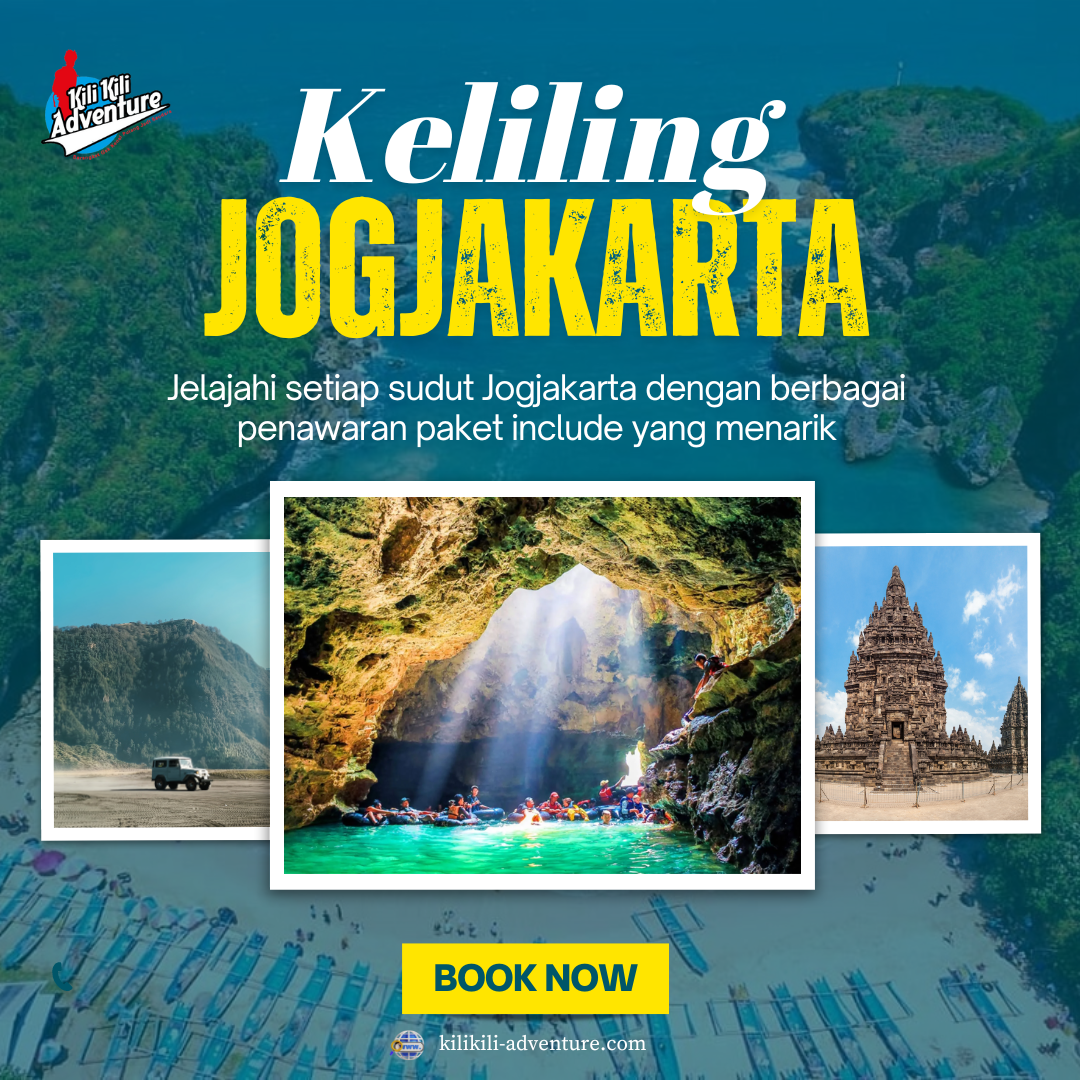 Kili Kili
Adventure
Keliling
JOGJAKARTA
Jelajahi setiap sudut Jogjakarta dengan berbagai
penawaran paket include yang menarik
BOOK NOW
www
kilikili-adventure.com